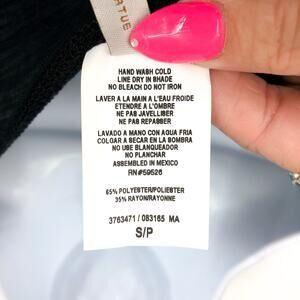 ATUE
HAND WASH COLD
LINE DRY IN SHADE
NO BLEACH DO NOT IRON
LAVER A LA MAIN A L'EAU FROIDE
ETENDRE A L'OMBRE
NE PAS JAVELLIBER
NE PAS REPASSER
LAVADO A MANO CON AGUA FRIA
COLGAR A SECAR EN LA SOMBRA
NO USE BLANQUEADOR
NO PLANCHAR
ASSEMBLED IN MEXICO
RN#59526
65% POLYESTER/POLIESTER
35% RAYON/RAYONNE
3763471 / 083165 MA
S/P